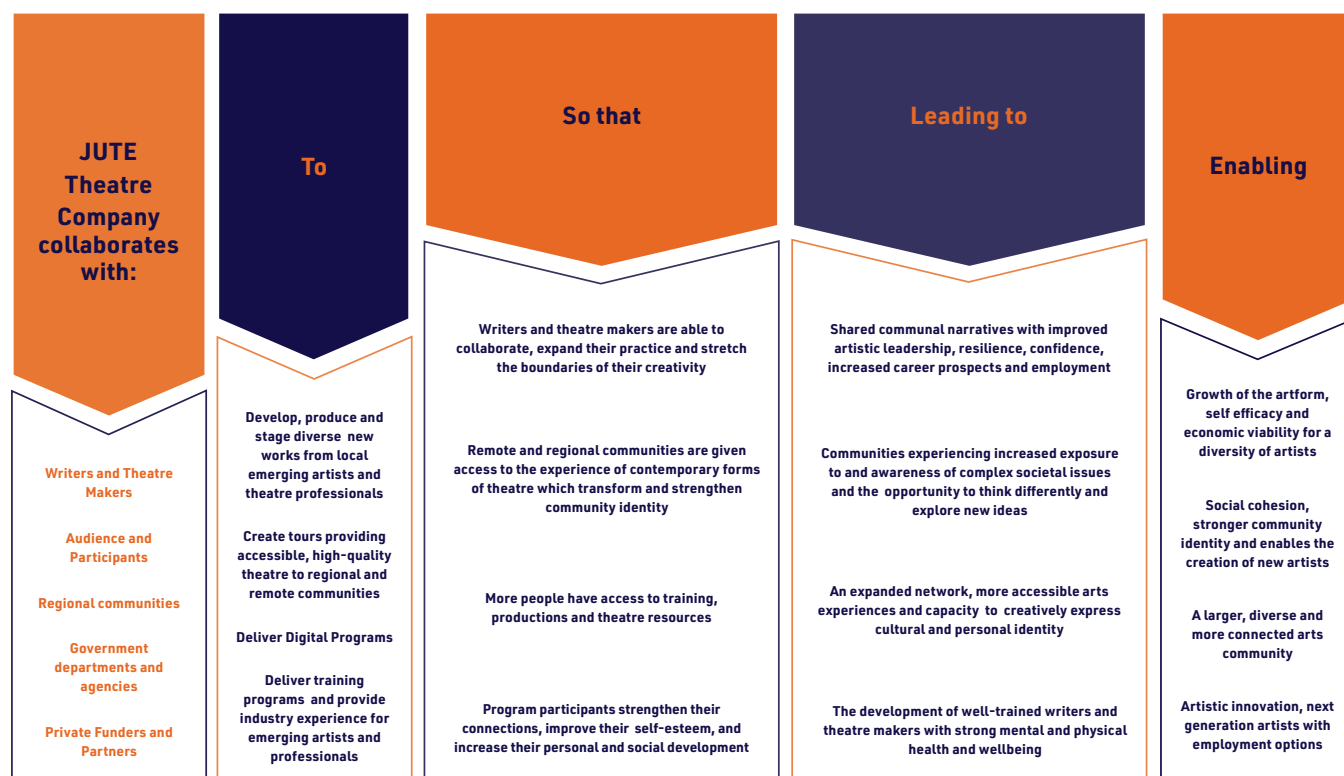 JUTE
Theatre
Company
collaborates
with:
Writers and Theatre
Makers
Audience and
Participants
Regional communities
Government
departments and
agencies
Private Funders and
Partners
To
Develop, produce and
stage diverse new
works from local
emerging artists and
theatre professionals
Create tours providing
accessible, high-quality
theatre to regional and
remote communities
Deliver Digital Programs
Deliver training
programs and provide
industry experience for
emerging artists and
professionals
So that
Writers and theatre makers are able to
collaborate, expand their practice and stretch
the boundaries of their creativity
Remote and regional communities are given
access to the experience of contemporary forms
of theatre which transform and strengthen
community identity
More people have access to training,
productions and theatre resources
Program participants strengthen their
connections, improve their self-esteem, and
increase their personal and social development
Leading to
Shared communal narratives with improved
artistic leadership, resilience, confidence,
increased career prospects and employment
Communities experiencing increased exposure
to and awareness of complex societal issues
and the opportunity to think differently and
explore new ideas
An expanded network, more accessible arts
experiences and capacity to creatively express
cultural and personal identity
The development of well-trained writers and
theatre makers with strong mental and physical
health and wellbeing
Enabling
Growth of the artform,
self efficacy and
economic viability for a
diversity of artists
Social cohesion,
stronger community
identity and enables the
creation of new artists
A larger, diverse and
more connected arts
community
Artistic innovation, next
generation artists with
employment options